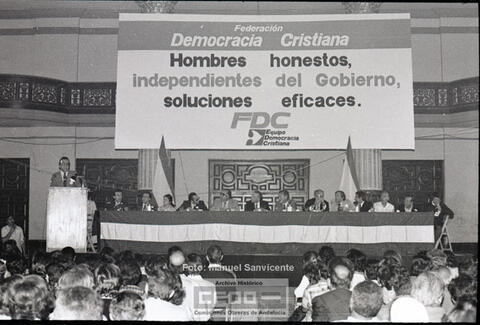 Federación
Democracia Cristiana
Hombres honestos,
independientes del Gobierno,
soluciones eficaces.
FDC
Equipo
Democracia
Cristiana
Foto: Manuel Sanvicente
Archivo Histórico
Comisiones Obreras de Andalucía